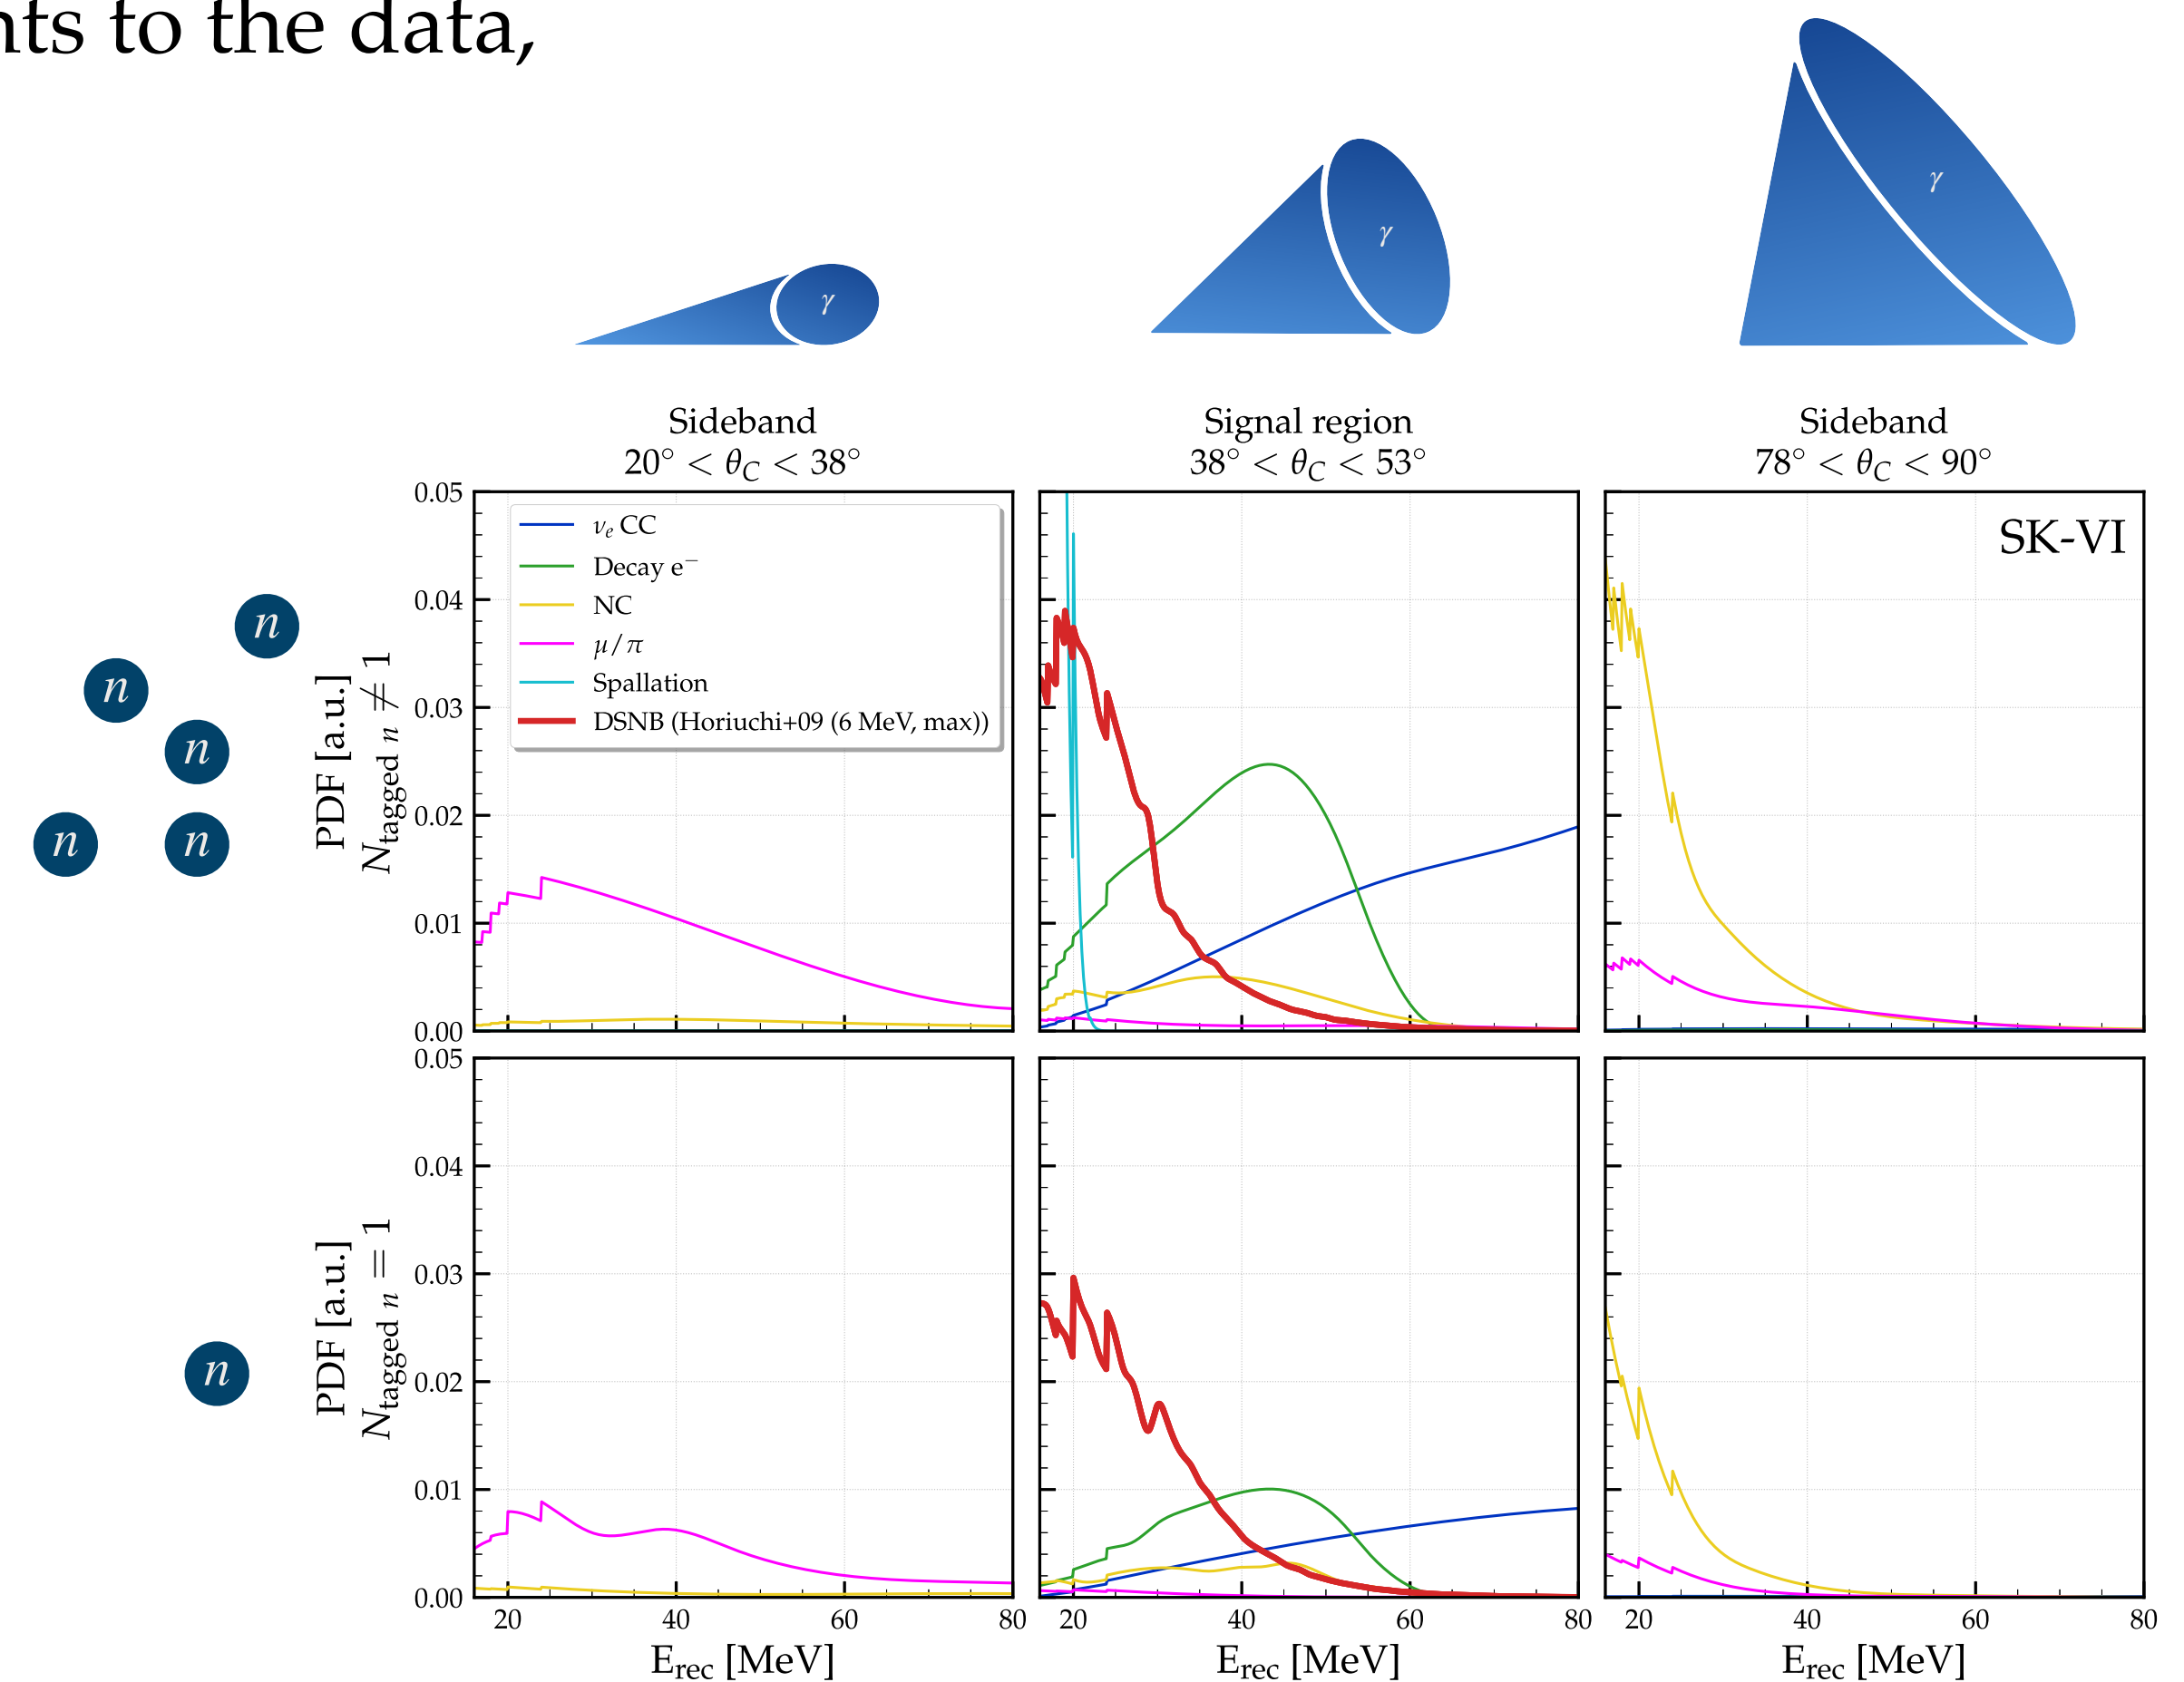 nts to the data,
γ
γ
γ
Sideband
20° < θ_C < 38°
Signal region
38° < θ_C < 53°
Sideband
78° < θ_C < 90°
SK-VI
ν_e CC
Decay e⁻
NC
μ/π
Spallation
DSNB (Horiuchi+09 (6 MeV, max))
n
n
n
n
n
PDF [a.u.]
N_tagged n ≠ 1
0.05
0.04
0.03
0.02
0.01
0.00
n
PDF [a.u.]
N_tagged n = 1
0.05
0.04
0.03
0.02
0.01
0.00
20 40 60 80
20 40 60 80
20 40 60 80
E_rec [MeV]
E_rec [MeV]
E_rec [MeV]